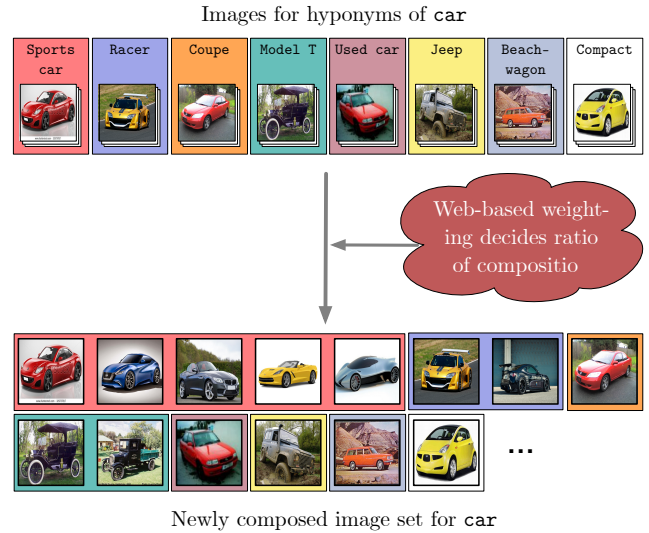 Images for hyponyms of car
Sports
car
Racer
Coupe
Model T
Used car
Jeep
Beach-
wagon
Compact
Web-based weight-
ing decides ratio
of compositio
...
Newly composed image set for car